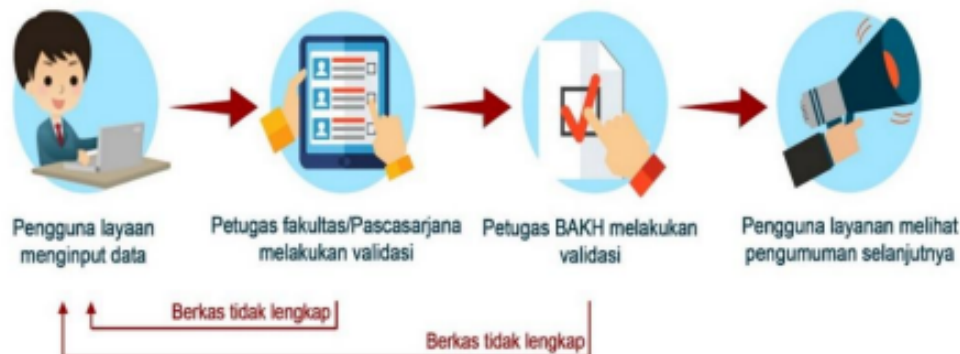 Pengguna layaan
menginput data
Petugas fakultas/Pascasarjana
melakukan validasi
Petugas BAKH melakukan
validasi
Pengguna layanan melihat
pengumuman selanjutnya
Berkas tidak lengkap
Berkas tidak lengkap